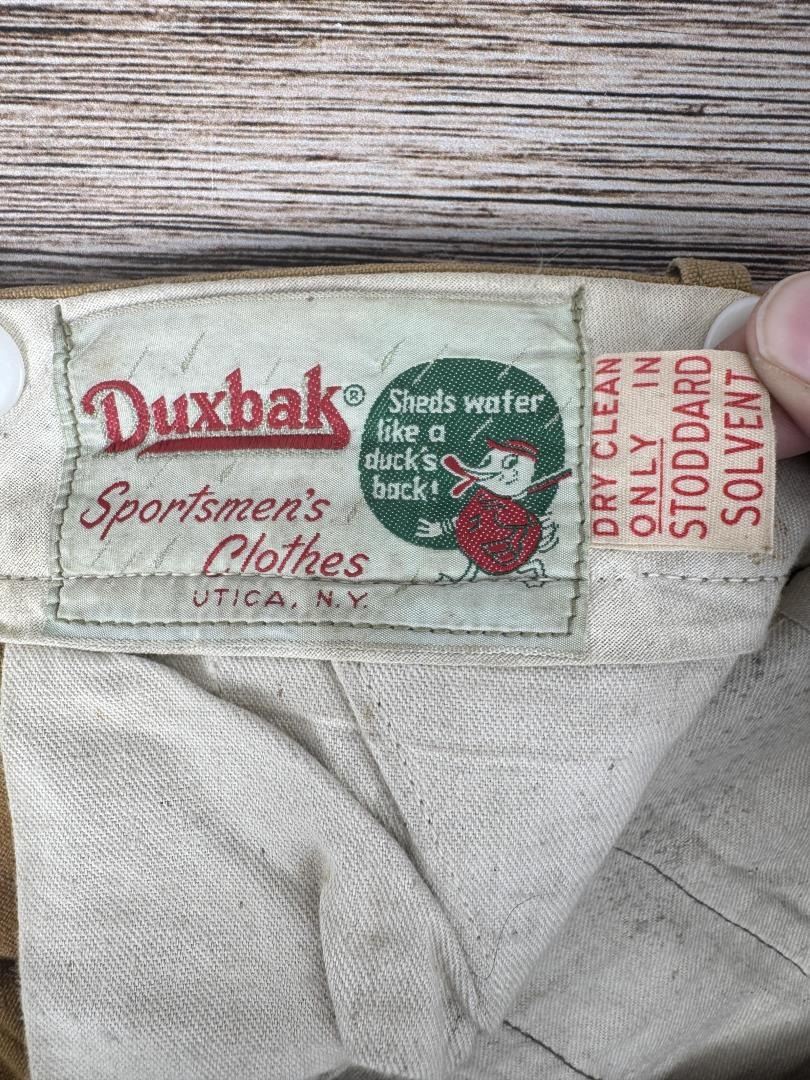 Duxbak®
Sportsmen's
Clothes
UTICA, N.Y.
Sheds water
like a
duck's
back!
DRY CLEAN
ONLY IN
STODDARD
SOLVENT